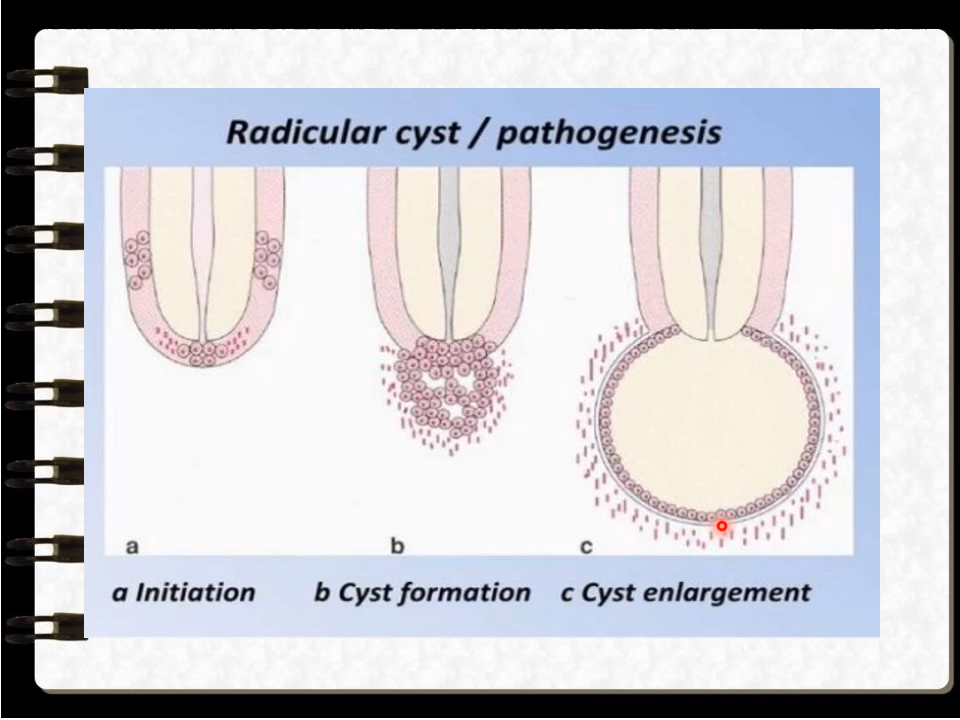 Radicular cyst / pathogenesis
a b c
a Initiation b Cyst formation c Cyst enlargement